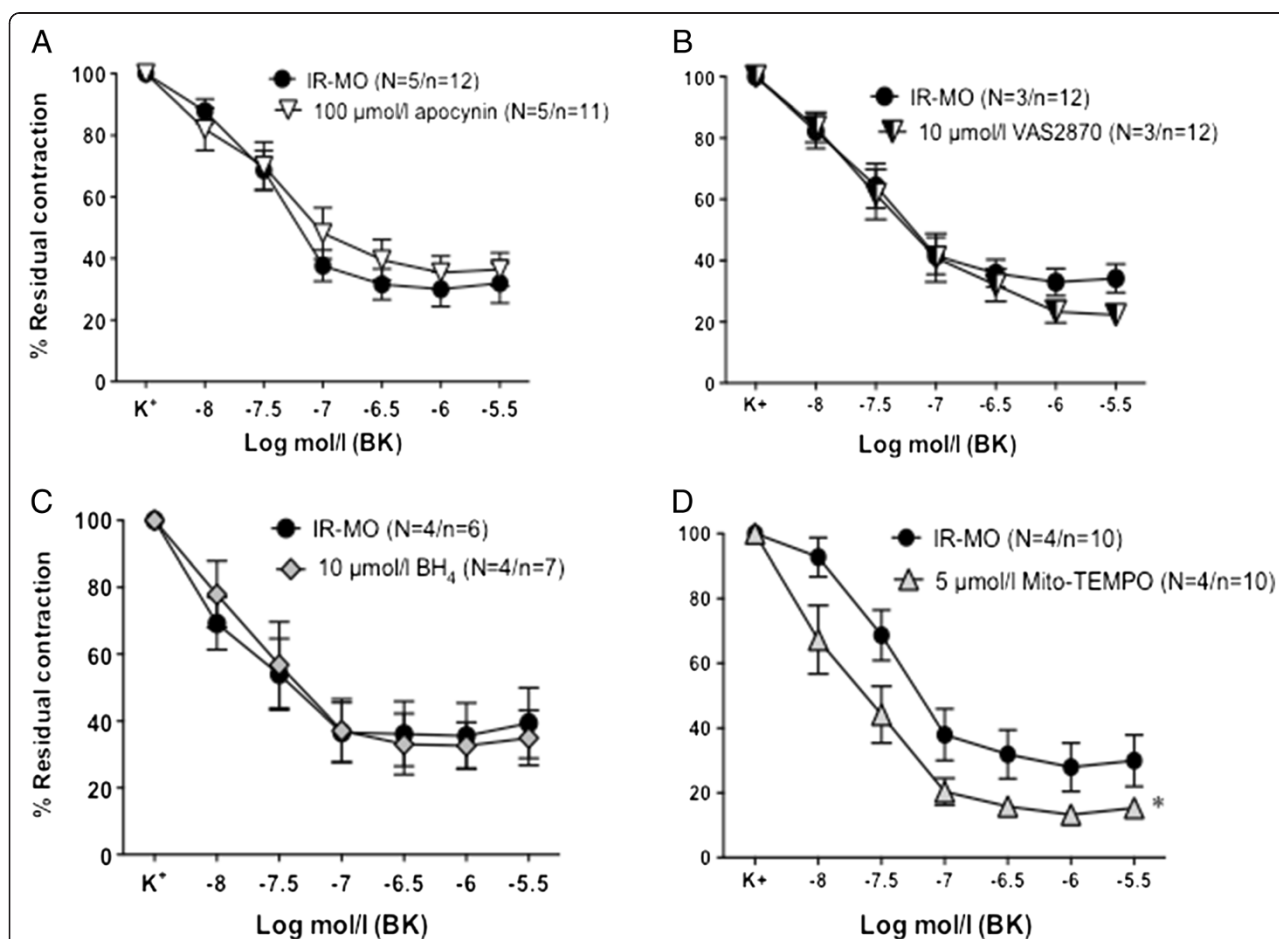 A
% Residual contraction
100
80
60
40
20
0
IR-MO (N=5/n=12)
100 μmol/l apocynin (N=5/n=11)
K+ -8 -7.5 -7 -6.5 -6 -5.5
Log mol/l (BK)
B
100
80
60
40
20
0
IR-MO (N=3/n=12)
10 μmol/l VAS2870 (N=3/n=12)
K+ -8 -7.5 -7 -6.5 -6 -5.5
Log mol/l (BK)
C
% Residual contraction
100
80
60
40
20
0
IR-MO (N=4/n=6)
10 μmol/l BH₄ (N=4/n=7)
K+ -8 -7.5 -7 -6.5 -6 -5.5
Log mol/l (BK)
D
100
80
60
40
20
0
IR-MO (N=4/n=10)
5 μmol/l Mito-TEMPO (N=4/n=10)
*
K+ -8 -7.5 -7 -6.5 -6 -5.5
Log mol/l (BK)